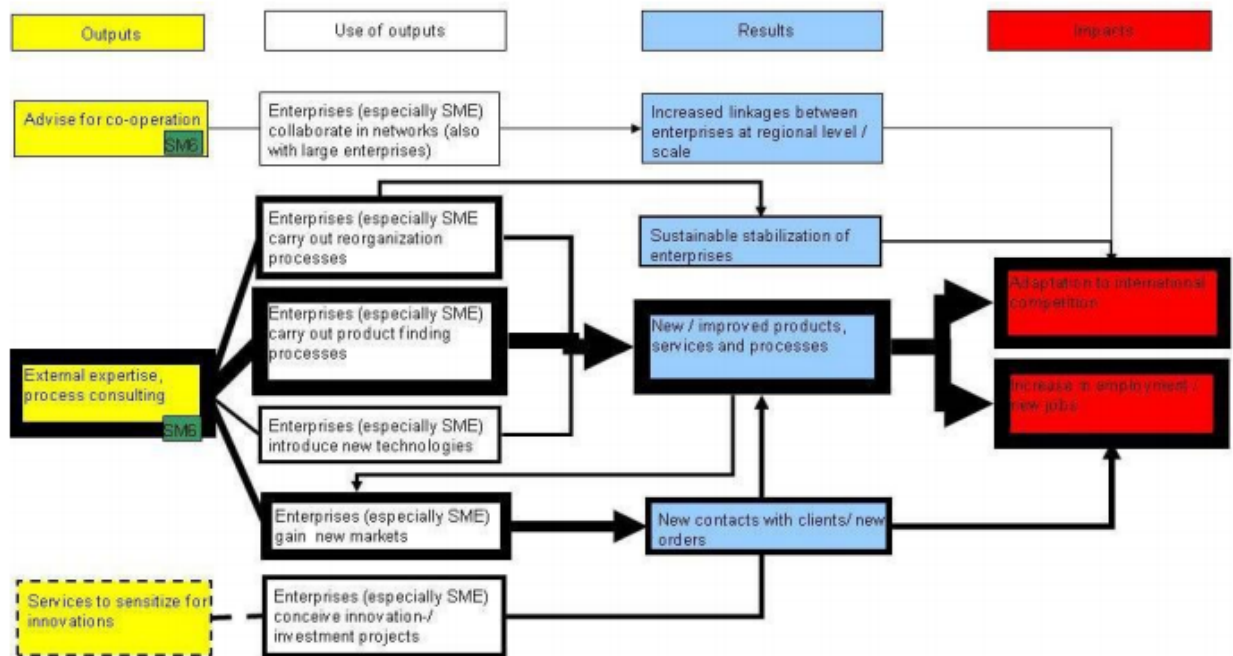 Outputs
Use of outputs
Results
Impacts
Advise for co-operation
SM6
Enterprises (especially SME)
collaborate in networks (also
with large enterprises)
Increased linkages between
enterprises at regional level /
scale
Enterprises (especially SME
carry out reorganization
processes
Sustainable stabilization of
enterprises
Enterprises (especially SME)
carry out product finding
processes
New / improved products,
services and processes
Adaptation to international
competition
External expertise,
process consulting
SM6
Increase in employment /
new jobs
Enterprises (especially SME)
introduce new technologies
Enterprises (especially SME)
gain new markets
New contacts with clients/ new
orders
Services to sensitize for
innovations
Enterprises (especially SME)
conceive innovation-/
investment projects